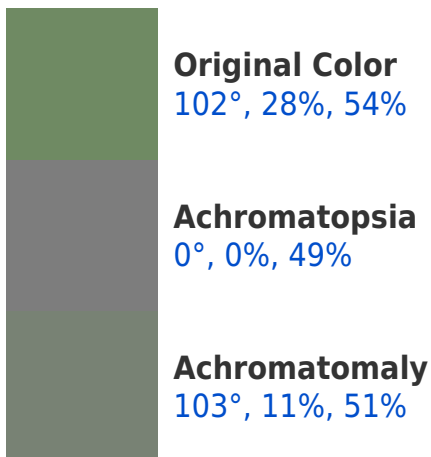 Original Color
102°, 28%, 54%
Achromatopsia
0°, 0%, 49%
Achromatomaly
103°, 11%, 51%